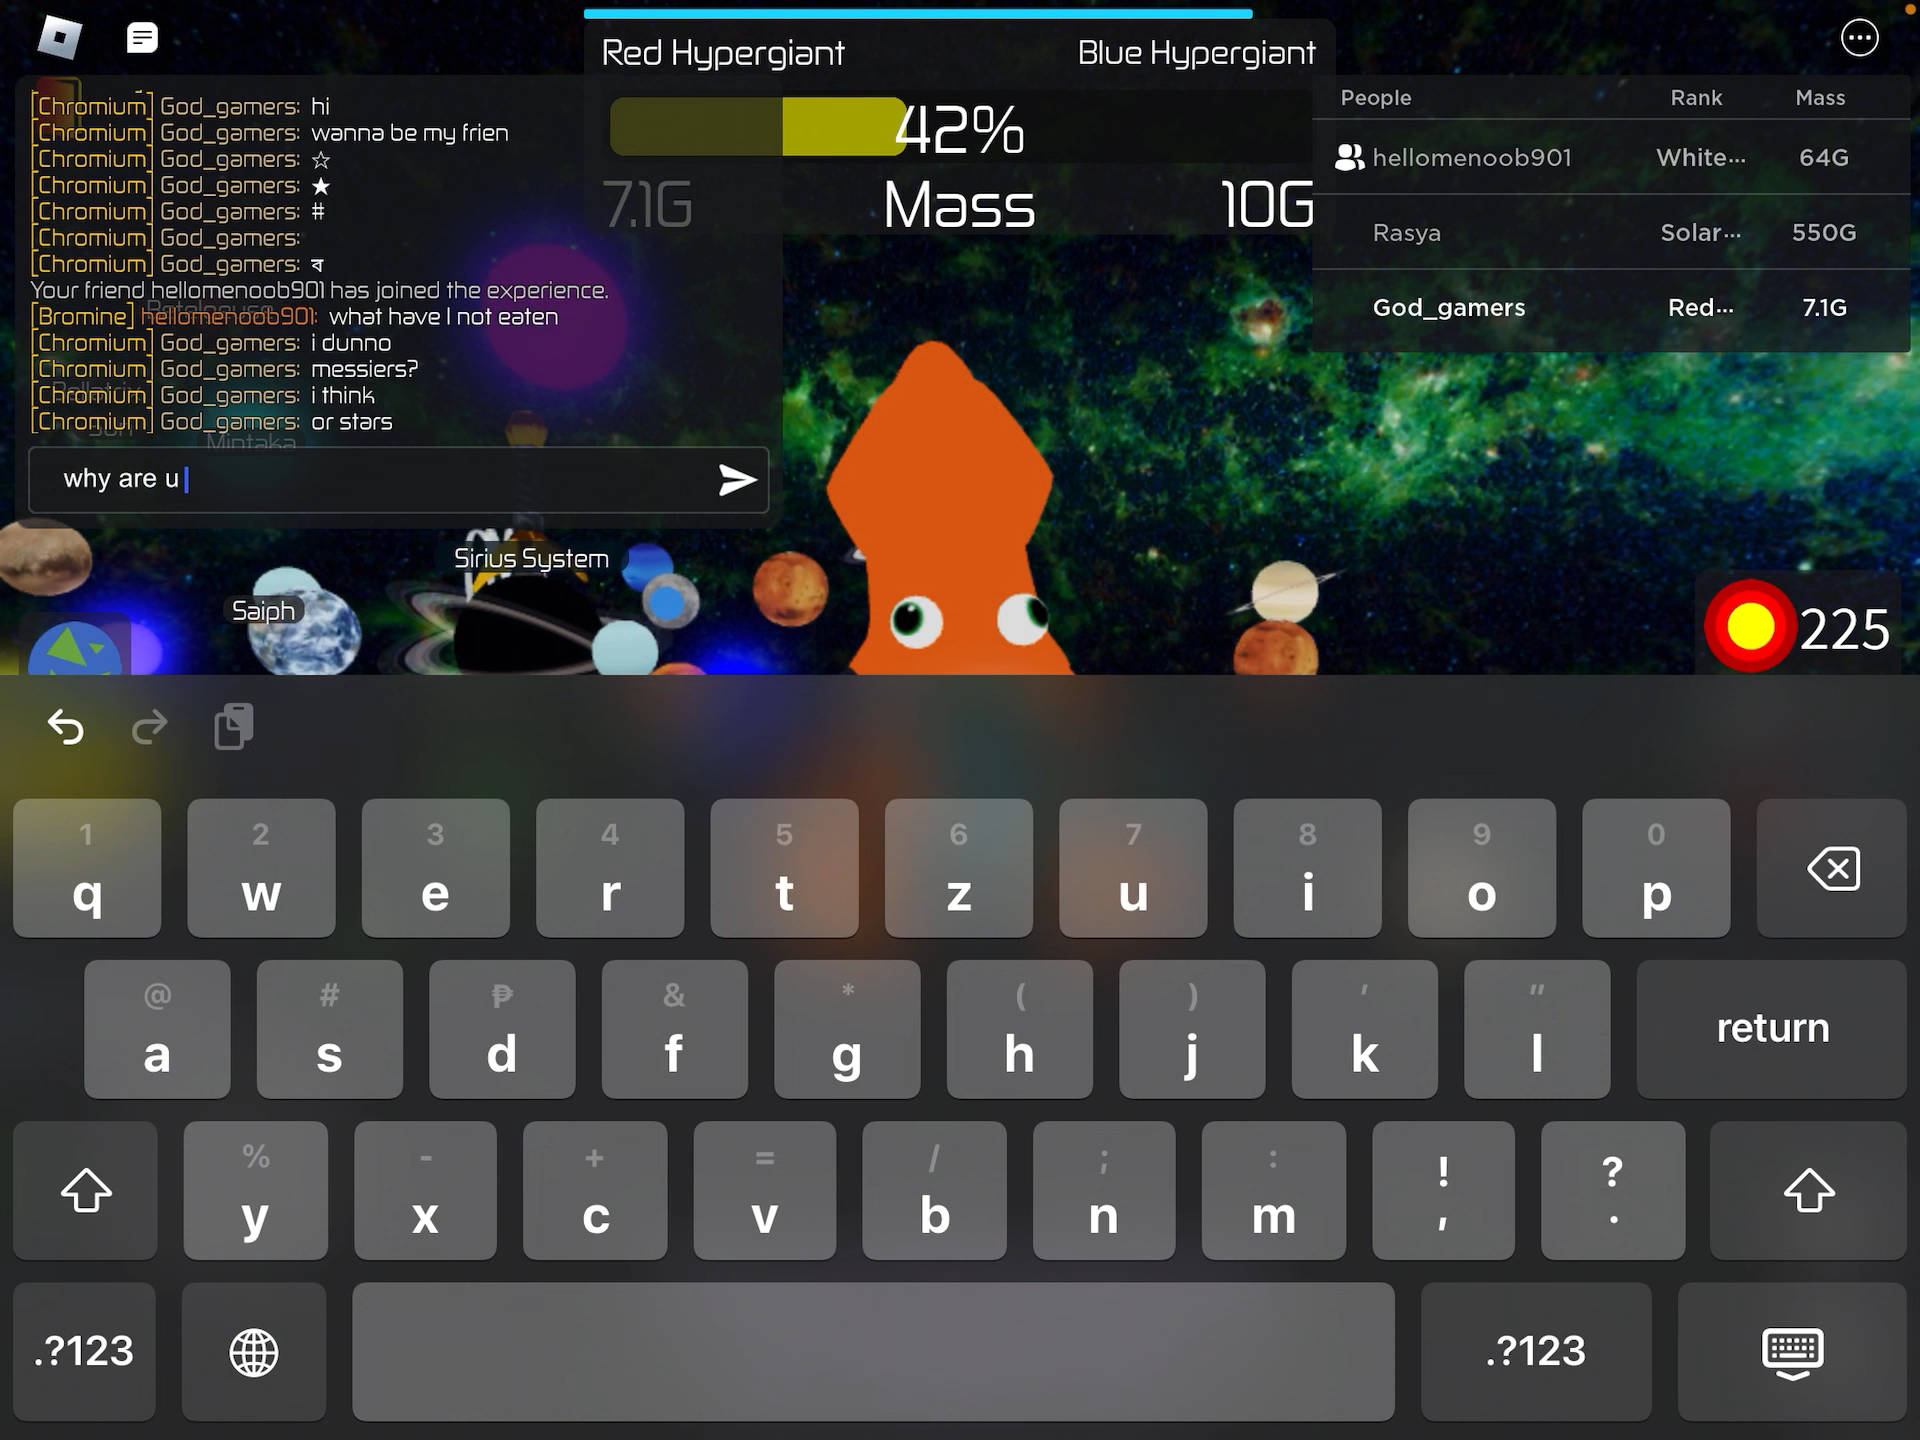 Red Hypergiant
Blue Hypergiant
42%
7.1G
Mass
10G
[Chromium] God_gamers: hi
[Chromium] God_gamers: wanna be my frien
[Chromium] God_gamers: ☆
[Chromium] God_gamers: ★
[Chromium] God_gamers: #
[Chromium] God_gamers:
[Chromium] God_gamers: ব
Your friend hellomenoob901 has joined the experience.
[Bromine] hellomenoob901: what have I not eaten
[Chromium] God_gamers: i dunno
[Chromium] God_gamers: messiers?
[Chromium] God_gamers: i think
[Chromium] God_gamers: or stars
Mintaka
why are u
People Rank Mass
hellomenoob901 White... 64G
Rasya Solar... 550G
God_gamers Red... 7.1G
Sirius System
Saiph
225
1 2 3 4 5 6 7 8 9 0
q w e r t z u i o p
@ # ₱ & * ( ) ' "
a s d f g h j k l return
% - + = / ; : ! ?
y x c v b n m , .
.?123 .?123